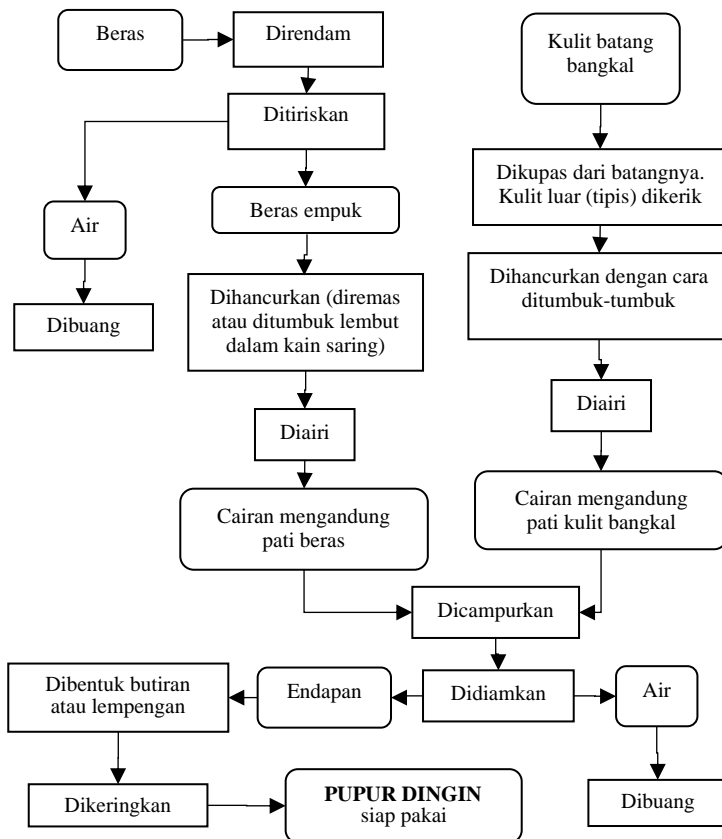 Beras
Direndam
Ditiriskan
Air
Dibuang
Beras empuk
Dihancurkan (diremas
atau ditumbuk lembut
dalam kain saring)
Diairi
Cairan mengandung
pati beras
Kulit batang
bangkal
Dikupas dari batangnya.
Kulit luar (tipis) dikerik
Dihancurkan dengan cara
ditumbuk-tumbuk
Diairi
Cairan mengandung
pati kulit bangkal
Dicampurkan
Didiamkan
Air
Dibuang
Endapan
Dibentuk butiran
atau lempengan
Dikeringkan
PUPUR DINGIN
siap pakai